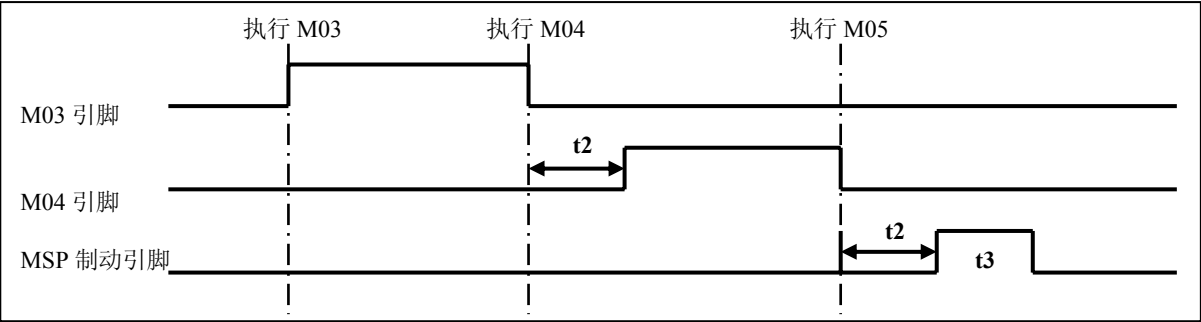 执行 M03 执行 M04 执行 M05
M03 引脚
t2
M04 引脚
t2
MSP 制动引脚
t3